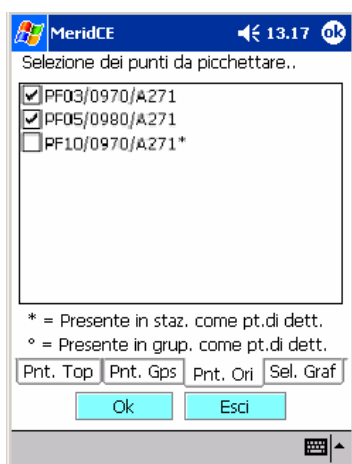 MeridCE 13.17 ok
Selezione dei punti da picchettare..
PF03/0970/A271
PF05/0980/A271
PF10/0970/A271*
* = Presente in staz. come pt.di dett.
° = Presente in grup. come pt.di dett.
Pnt. Top Pnt. Gps Pnt. Ori Sel. Graf
Ok Esci